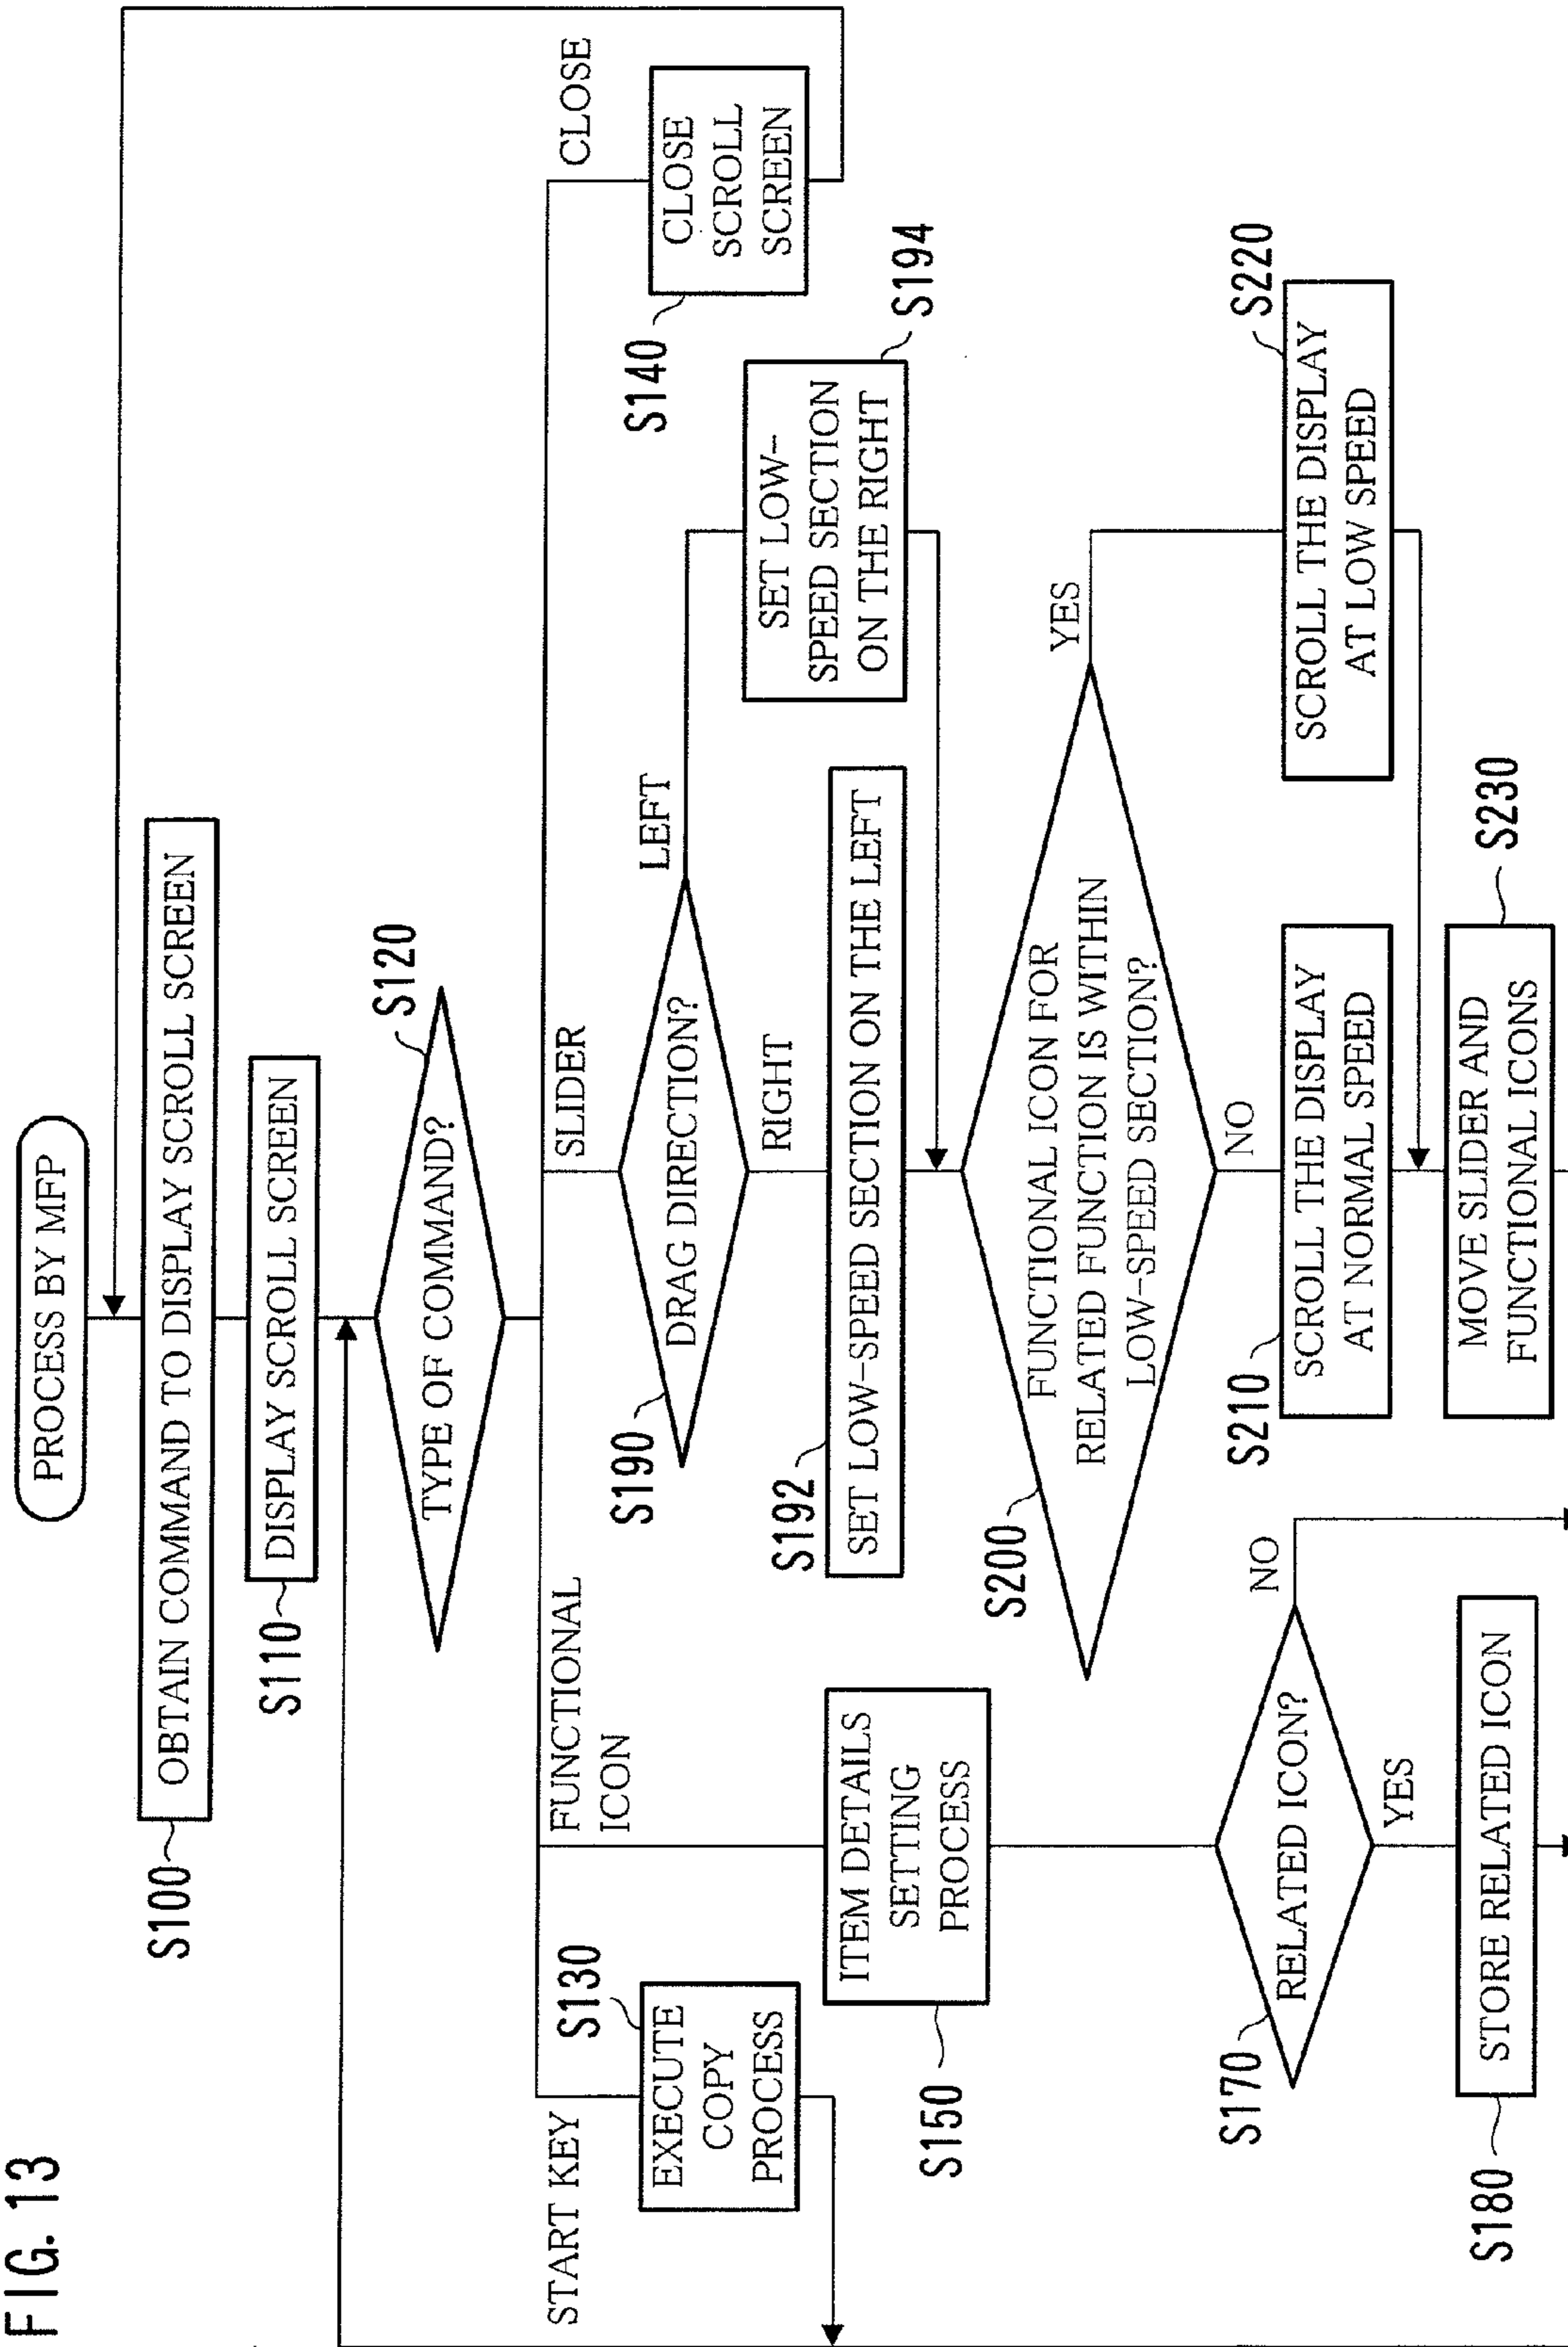 FIG. 13
PROCESS BY MFP
S100
OBTAIN COMMAND TO DISPLAY SCROLL SCREEN
S110
DISPLAY SCROLL SCREEN
S120
TYPE OF COMMAND?
START KEY
FUNCTIONAL
ICON
SLIDER
CLOSE
S130
EXECUTE
COPY
PROCESS
S190
DRAG DIRECTION?
LEFT
RIGHT
S140
CLOSE
SCROLL
SCREEN
S150
ITEM DETAILS
SETTING
PROCESS
S192
SET LOW-SPEED SECTION ON THE LEFT
SET LOW-
SPEED SECTION
ON THE RIGHT
S194
S200
FUNCTIONAL ICON FOR
RELATED FUNCTION IS WITHIN
LOW-SPEED SECTION?
YES
NO
S170
RELATED ICON?
NO
YES
S210
SCROLL THE DISPLAY
AT NORMAL SPEED
S220
SCROLL THE DISPLAY
AT LOW SPEED
S180
STORE RELATED ICON
MOVE SLIDER AND
FUNCTIONAL ICONS
S230